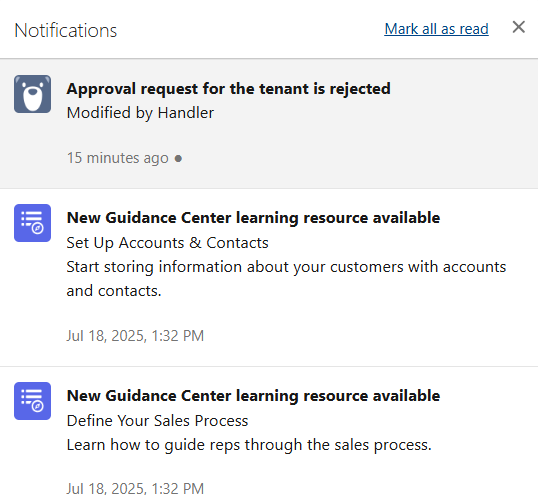 Notifications
Mark all as read
Approval request for the tenant is rejected
Modified by Handler
15 minutes ago
New Guidance Center learning resource available
Set Up Accounts & Contacts
Start storing information about your customers with accounts
and contacts.
Jul 18, 2025, 1:32 PM
New Guidance Center learning resource available
Define Your Sales Process
Learn how to guide reps through the sales process.
Jul 18, 2025, 1:32 PM